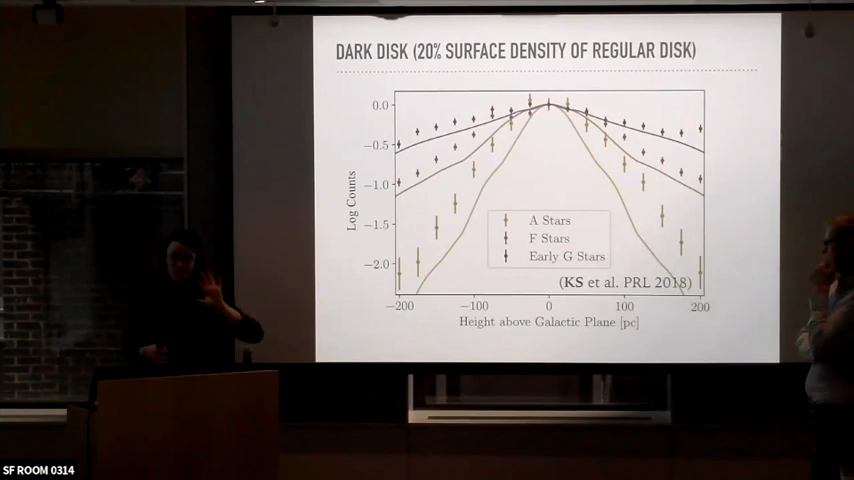 DARK DISK (20% SURFACE DENSITY OF REGULAR DISK)
0.0
−0.5
−1.0
−1.5
−2.0
Log Counts
A Stars
F Stars
Early G Stars
(KS et al. PRL 2018)
−200
−100
0
100
200
Height above Galactic Plane [pc]
SF ROOM 0314